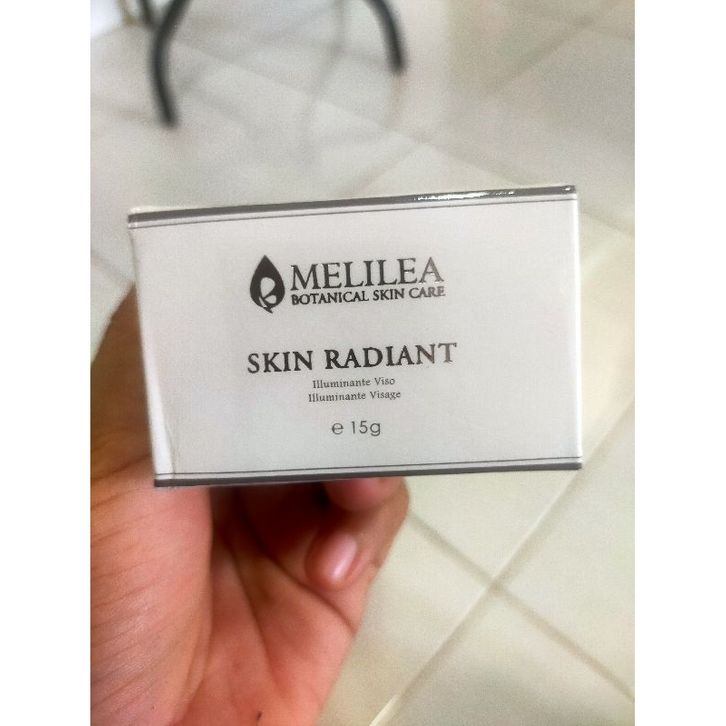 MELILEA
BOTANICAL SKIN CARE
SKIN RADIANT
Illuminante Viso
Illuminante Visage
℮ 15g